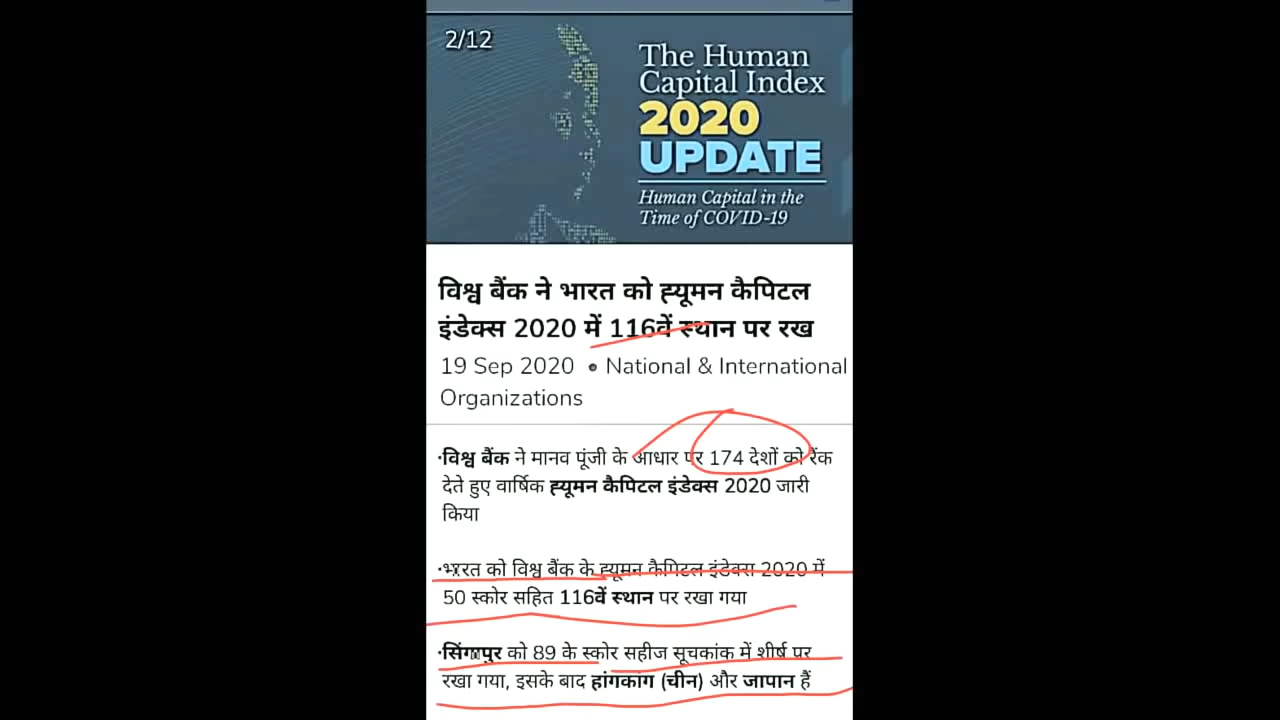 2/12
The Human
Capital Index
2020
UPDATE
Human Capital in the
Time of COVID-19
विश्व बैंक ने भारत को ह्यूमन कैपिटल
इंडेक्स 2020 में 116वें स्थान पर रख
19 Sep 2020 • National & International
Organizations
·विश्व बैंक ने मानव पूंजी के आधार पर 174 देशों को रैंक
देते हुए वार्षिक ह्यूमन कैपिटल इंडेक्स 2020 जारी
किया
·भारत को विश्व बैंक के ह्यूमन कैपिटल इंडेक्स 2020 में
50 स्कोर सहित 116वें स्थान पर रखा गया
·सिंगापुर को 89 के स्कोर सहीज सूचकांक में शीर्ष पर
रखा गया, इसके बाद हांगकांग (चीन) और जापान हैं